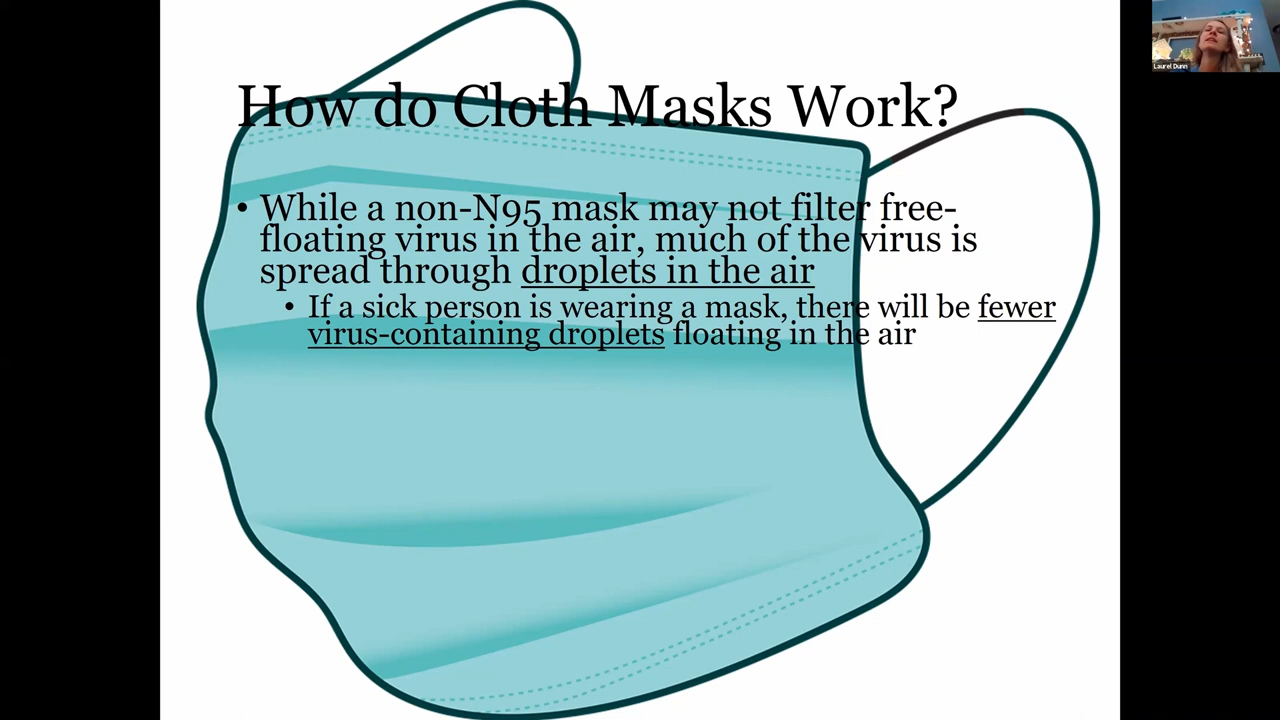 Laurel Dunn
How do Cloth Masks Work?
• While a non-N95 mask may not filter free-
floating virus in the air, much of the virus is
spread through droplets in the air
• If a sick person is wearing a mask, there will be fewer
virus-containing droplets floating in the air